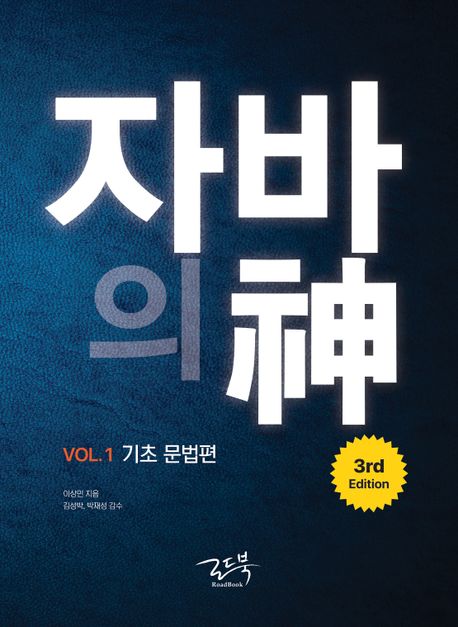 자바
의 神
VOL.1 기초 문법편
3rd
Edition
이상민 지음
김성박, 박재성 감수
로드북
RoadBook